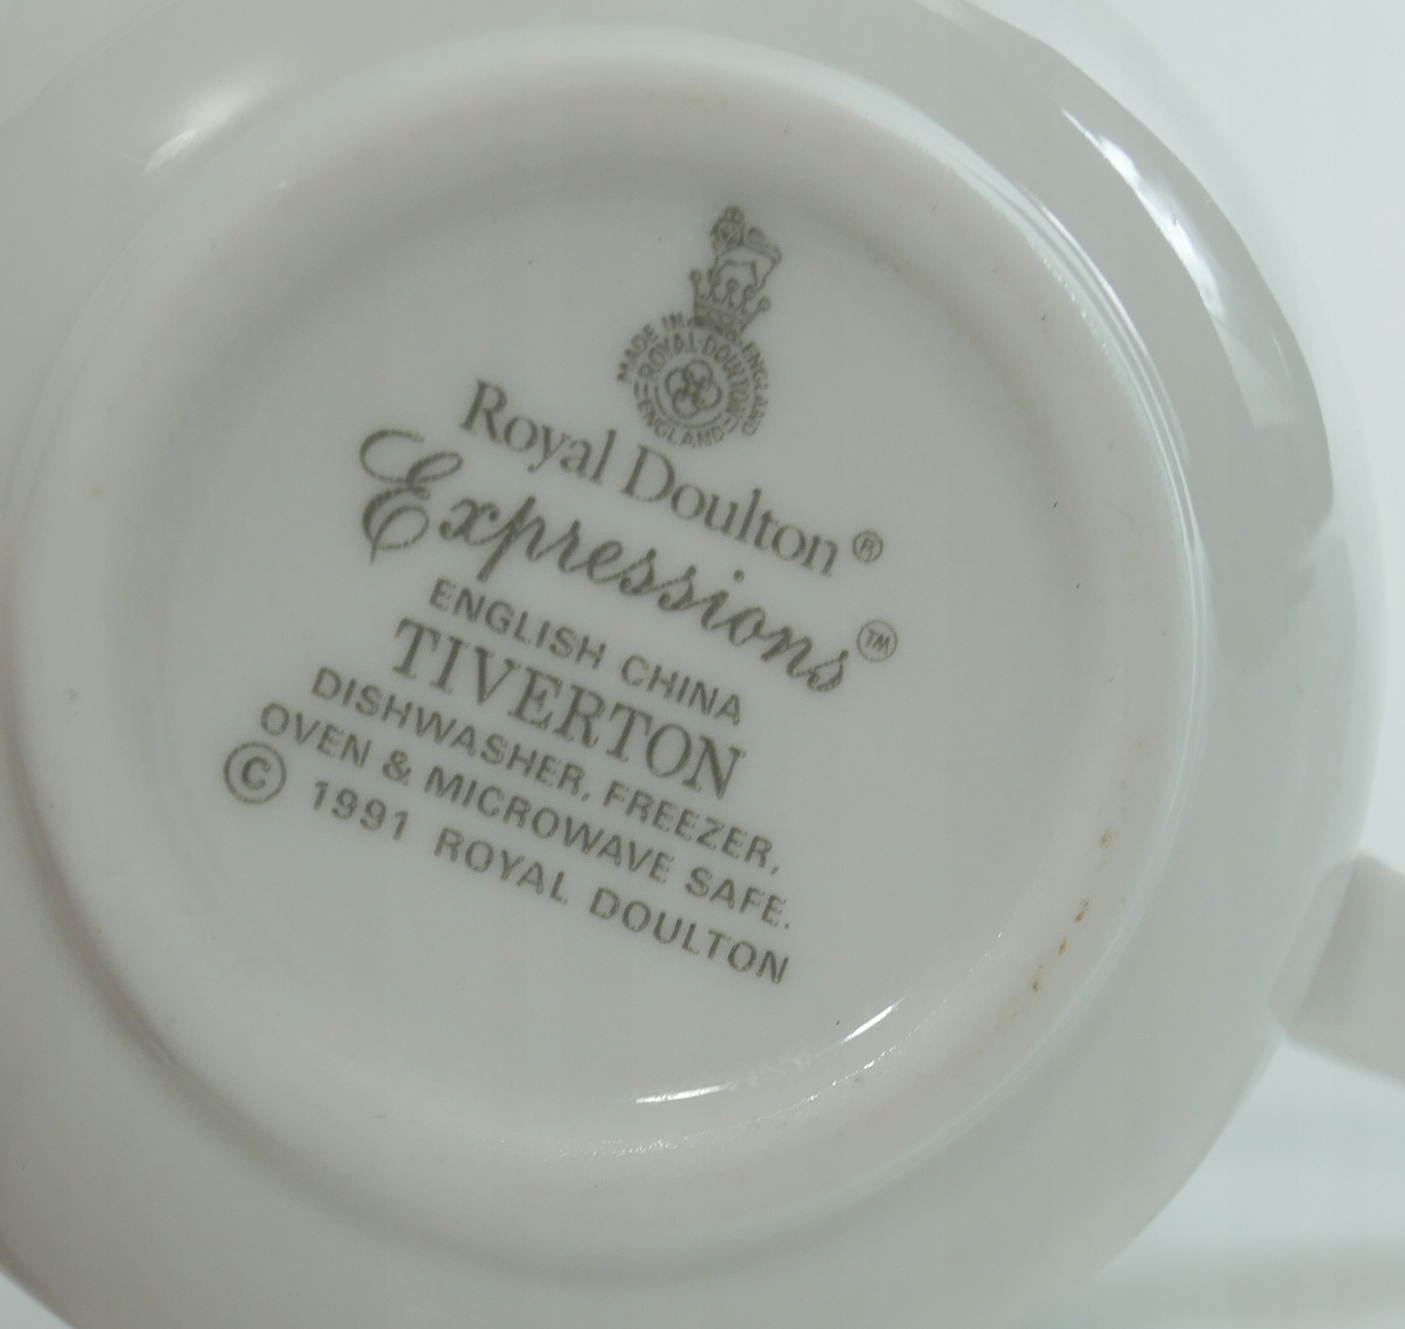 MADE IN ENGLAND
ROYAL·DOULTON
ENGLAND
Royal Doulton®
Expressions™
ENGLISH CHINA
TIVERTON
DISHWASHER, FREEZER,
OVEN & MICROWAVE SAFE.
© 1991 ROYAL DOULTON